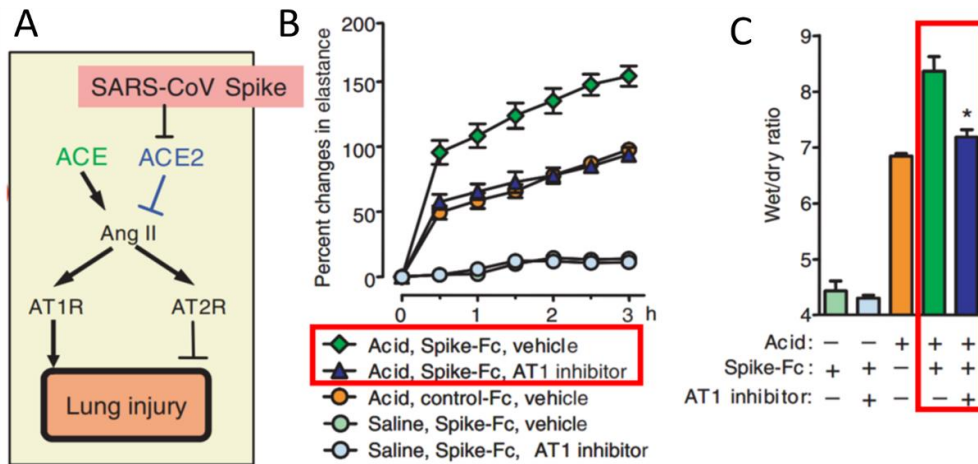 A
SARS-CoV Spike
ACE ACE2
Ang II
AT1R AT2R
Lung injury
B
Percent changes in elastance
150
100
50
0
0 1 2 3 h
Acid, Spike-Fc, vehicle
Acid, Spike-Fc, AT1 inhibitor
Acid, control-Fc, vehicle
Saline, Spike-Fc, vehicle
Saline, Spike-Fc, AT1 inhibitor
C
Wet/dry ratio
9
8
7
6
5
4
*
Acid: − − + + +
Spike-Fc: + + − + +
AT1 inhibitor: − + − − +